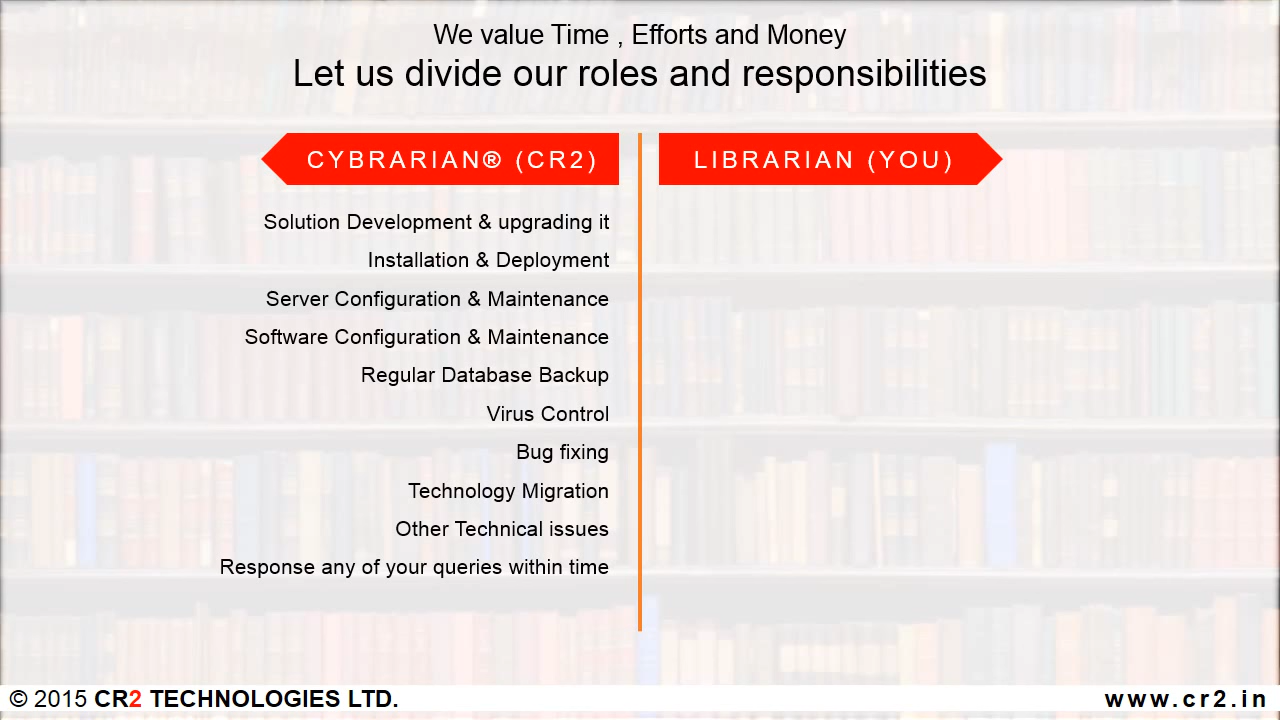 We value Time , Efforts and Money
Let us divide our roles and responsibilities
CYBRARIAN® (CR2)
LIBRARIAN (YOU)
Solution Development & upgrading it
Installation & Deployment
Server Configuration & Maintenance
Software Configuration & Maintenance
Regular Database Backup
Virus Control
Bug fixing
Technology Migration
Other Technical issues
Response any of your queries within time
© 2015 CR2 TECHNOLOGIES LTD.
www.cr2.in